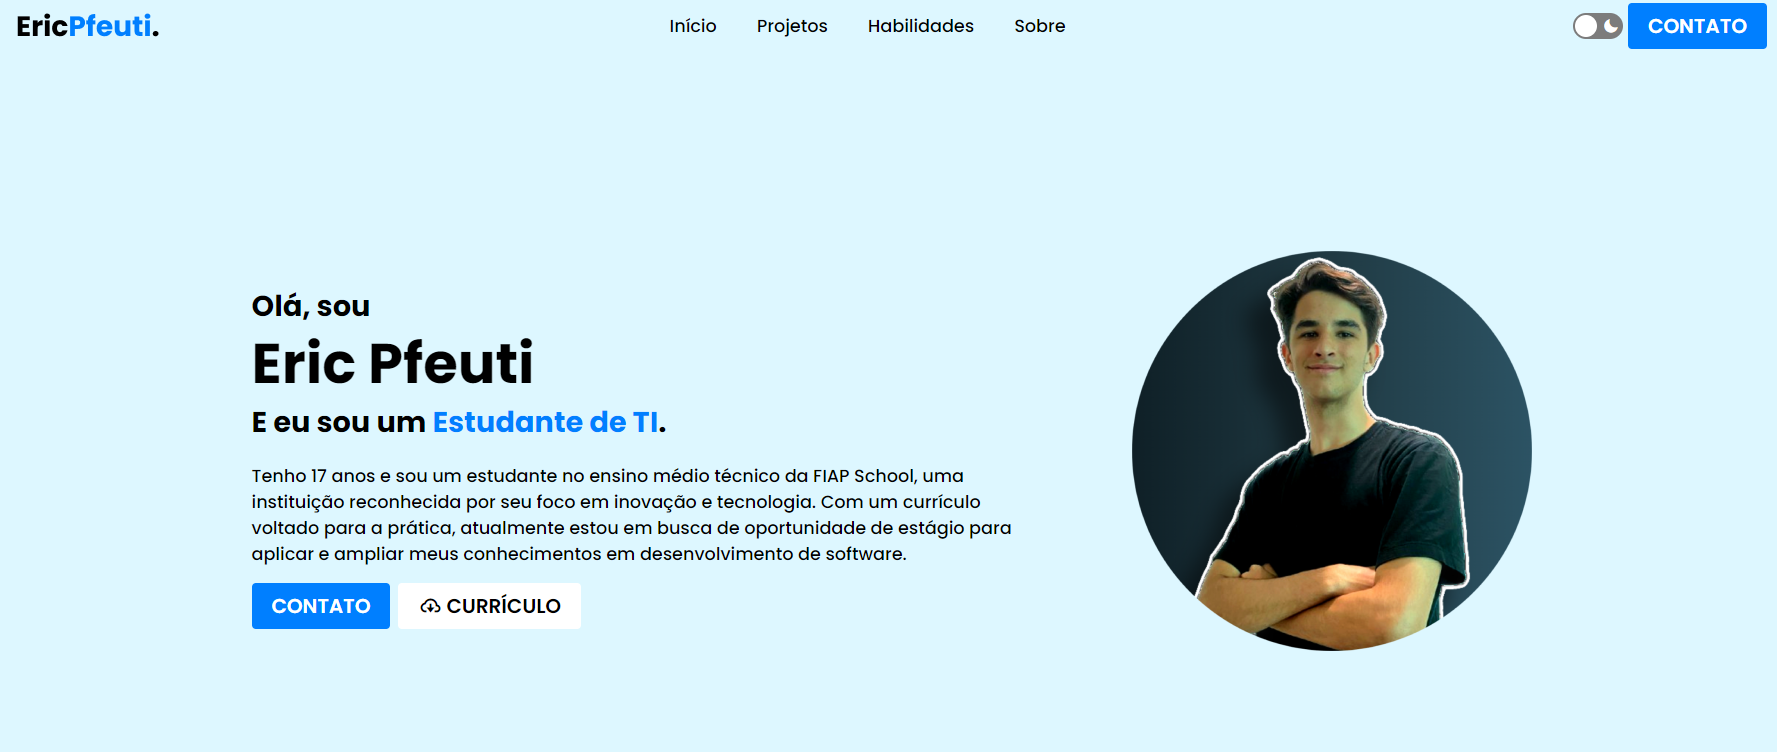 EricPfeuti.
Início
Projetos
Habilidades
Sobre
CONTATO
Olá, sou
Eric Pfeuti
E eu sou um Estudante de TI.
Tenho 17 anos e sou um estudante no ensino médio técnico da FIAP School, uma
instituição reconhecida por seu foco em inovação e tecnologia. Com um currículo
voltado para a prática, atualmente estou em busca de oportunidade de estágio para
aplicar e ampliar meus conhecimentos em desenvolvimento de software.
CONTATO
CURRÍCULO